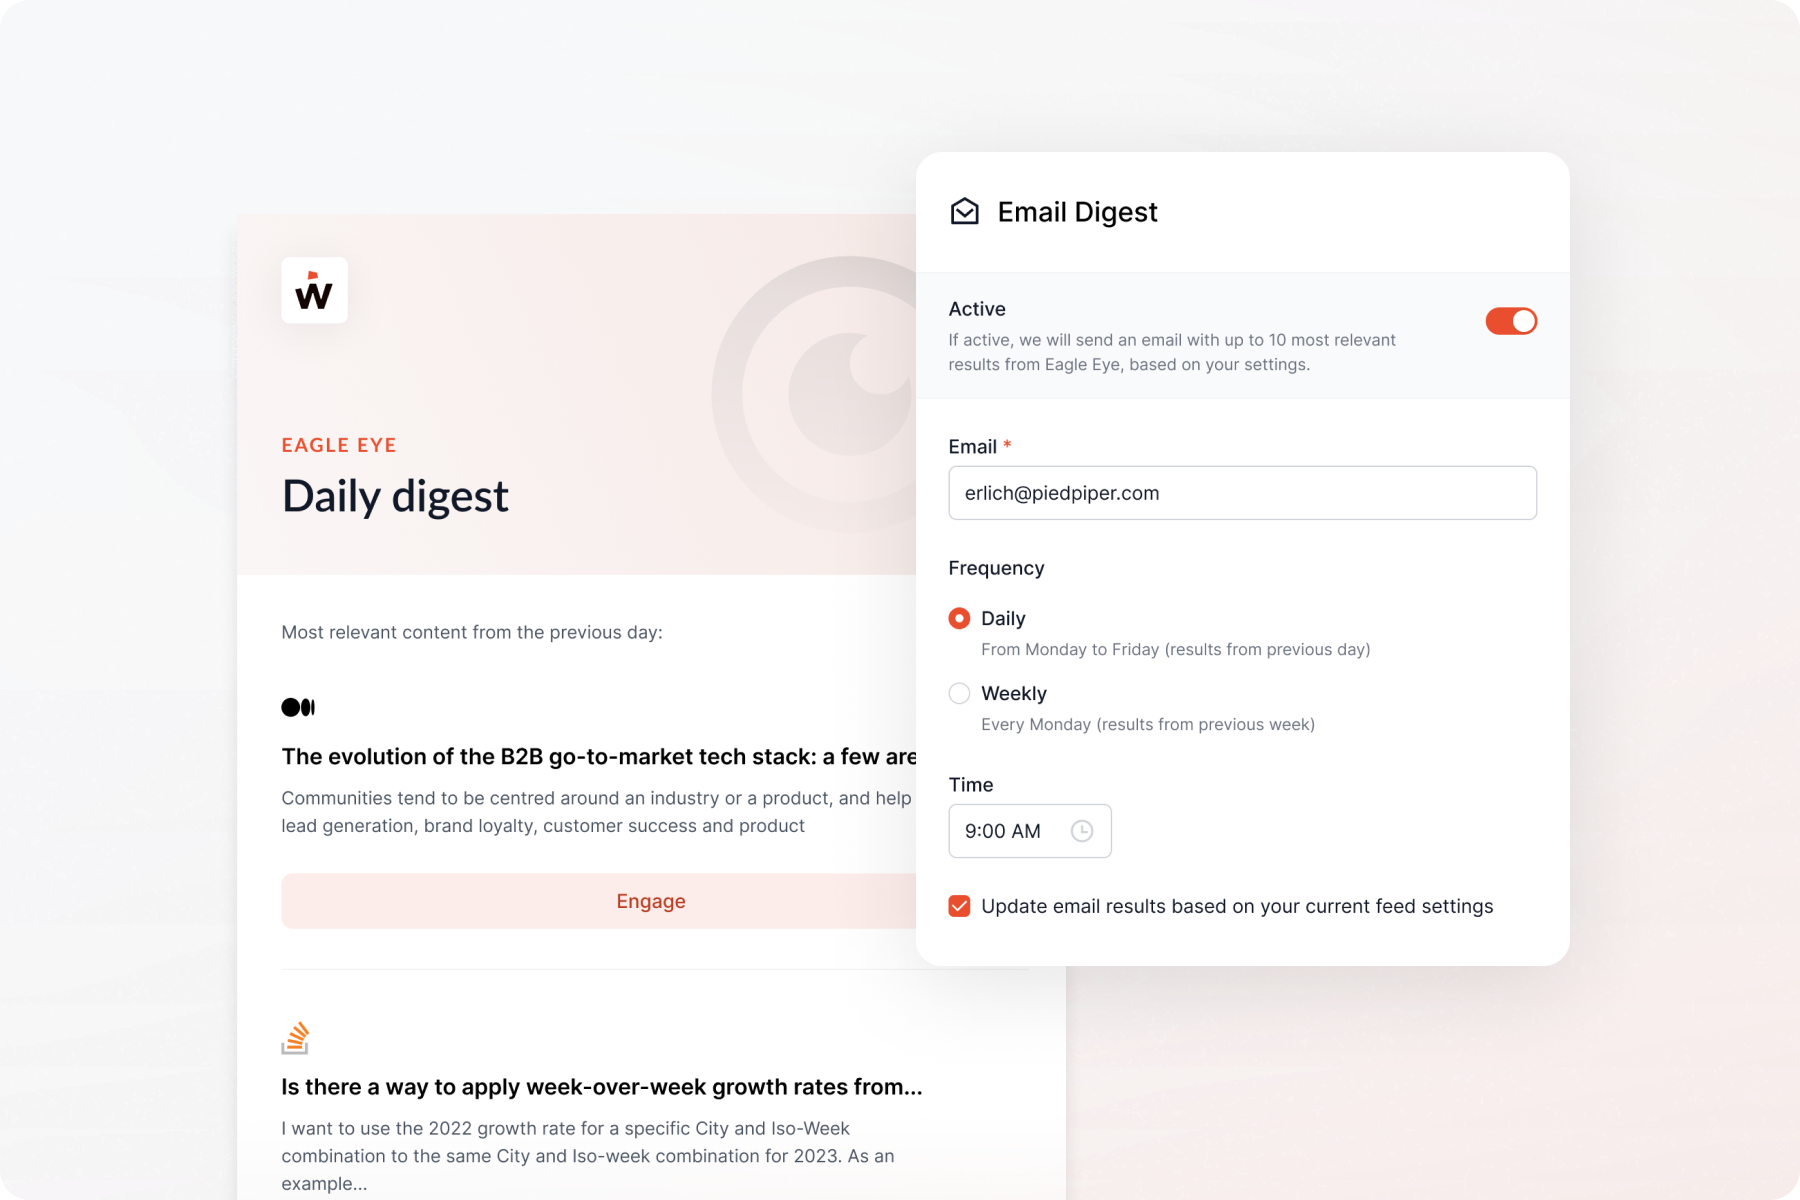 EAGLE EYE
Daily digest
Most relevant content from the previous day:
The evolution of the B2B go-to-market tech stack: a few are
Communities tend to be centred around an industry or a product, and help
lead generation, brand loyalty, customer success and product
Engage
Is there a way to apply week-over-week growth rates from...
I want to use the 2022 growth rate for a specific City and Iso-Week
combination to the same City and Iso-week combination for 2023. As an
example...
Email Digest
Active
If active, we will send an email with up to 10 most relevant
results from Eagle Eye, based on your settings.
Email *
erlich@piedpiper.com
Frequency
Daily
From Monday to Friday (results from previous day)
Weekly
Every Monday (results from previous week)
Time
9:00 AM
Update email results based on your current feed settings